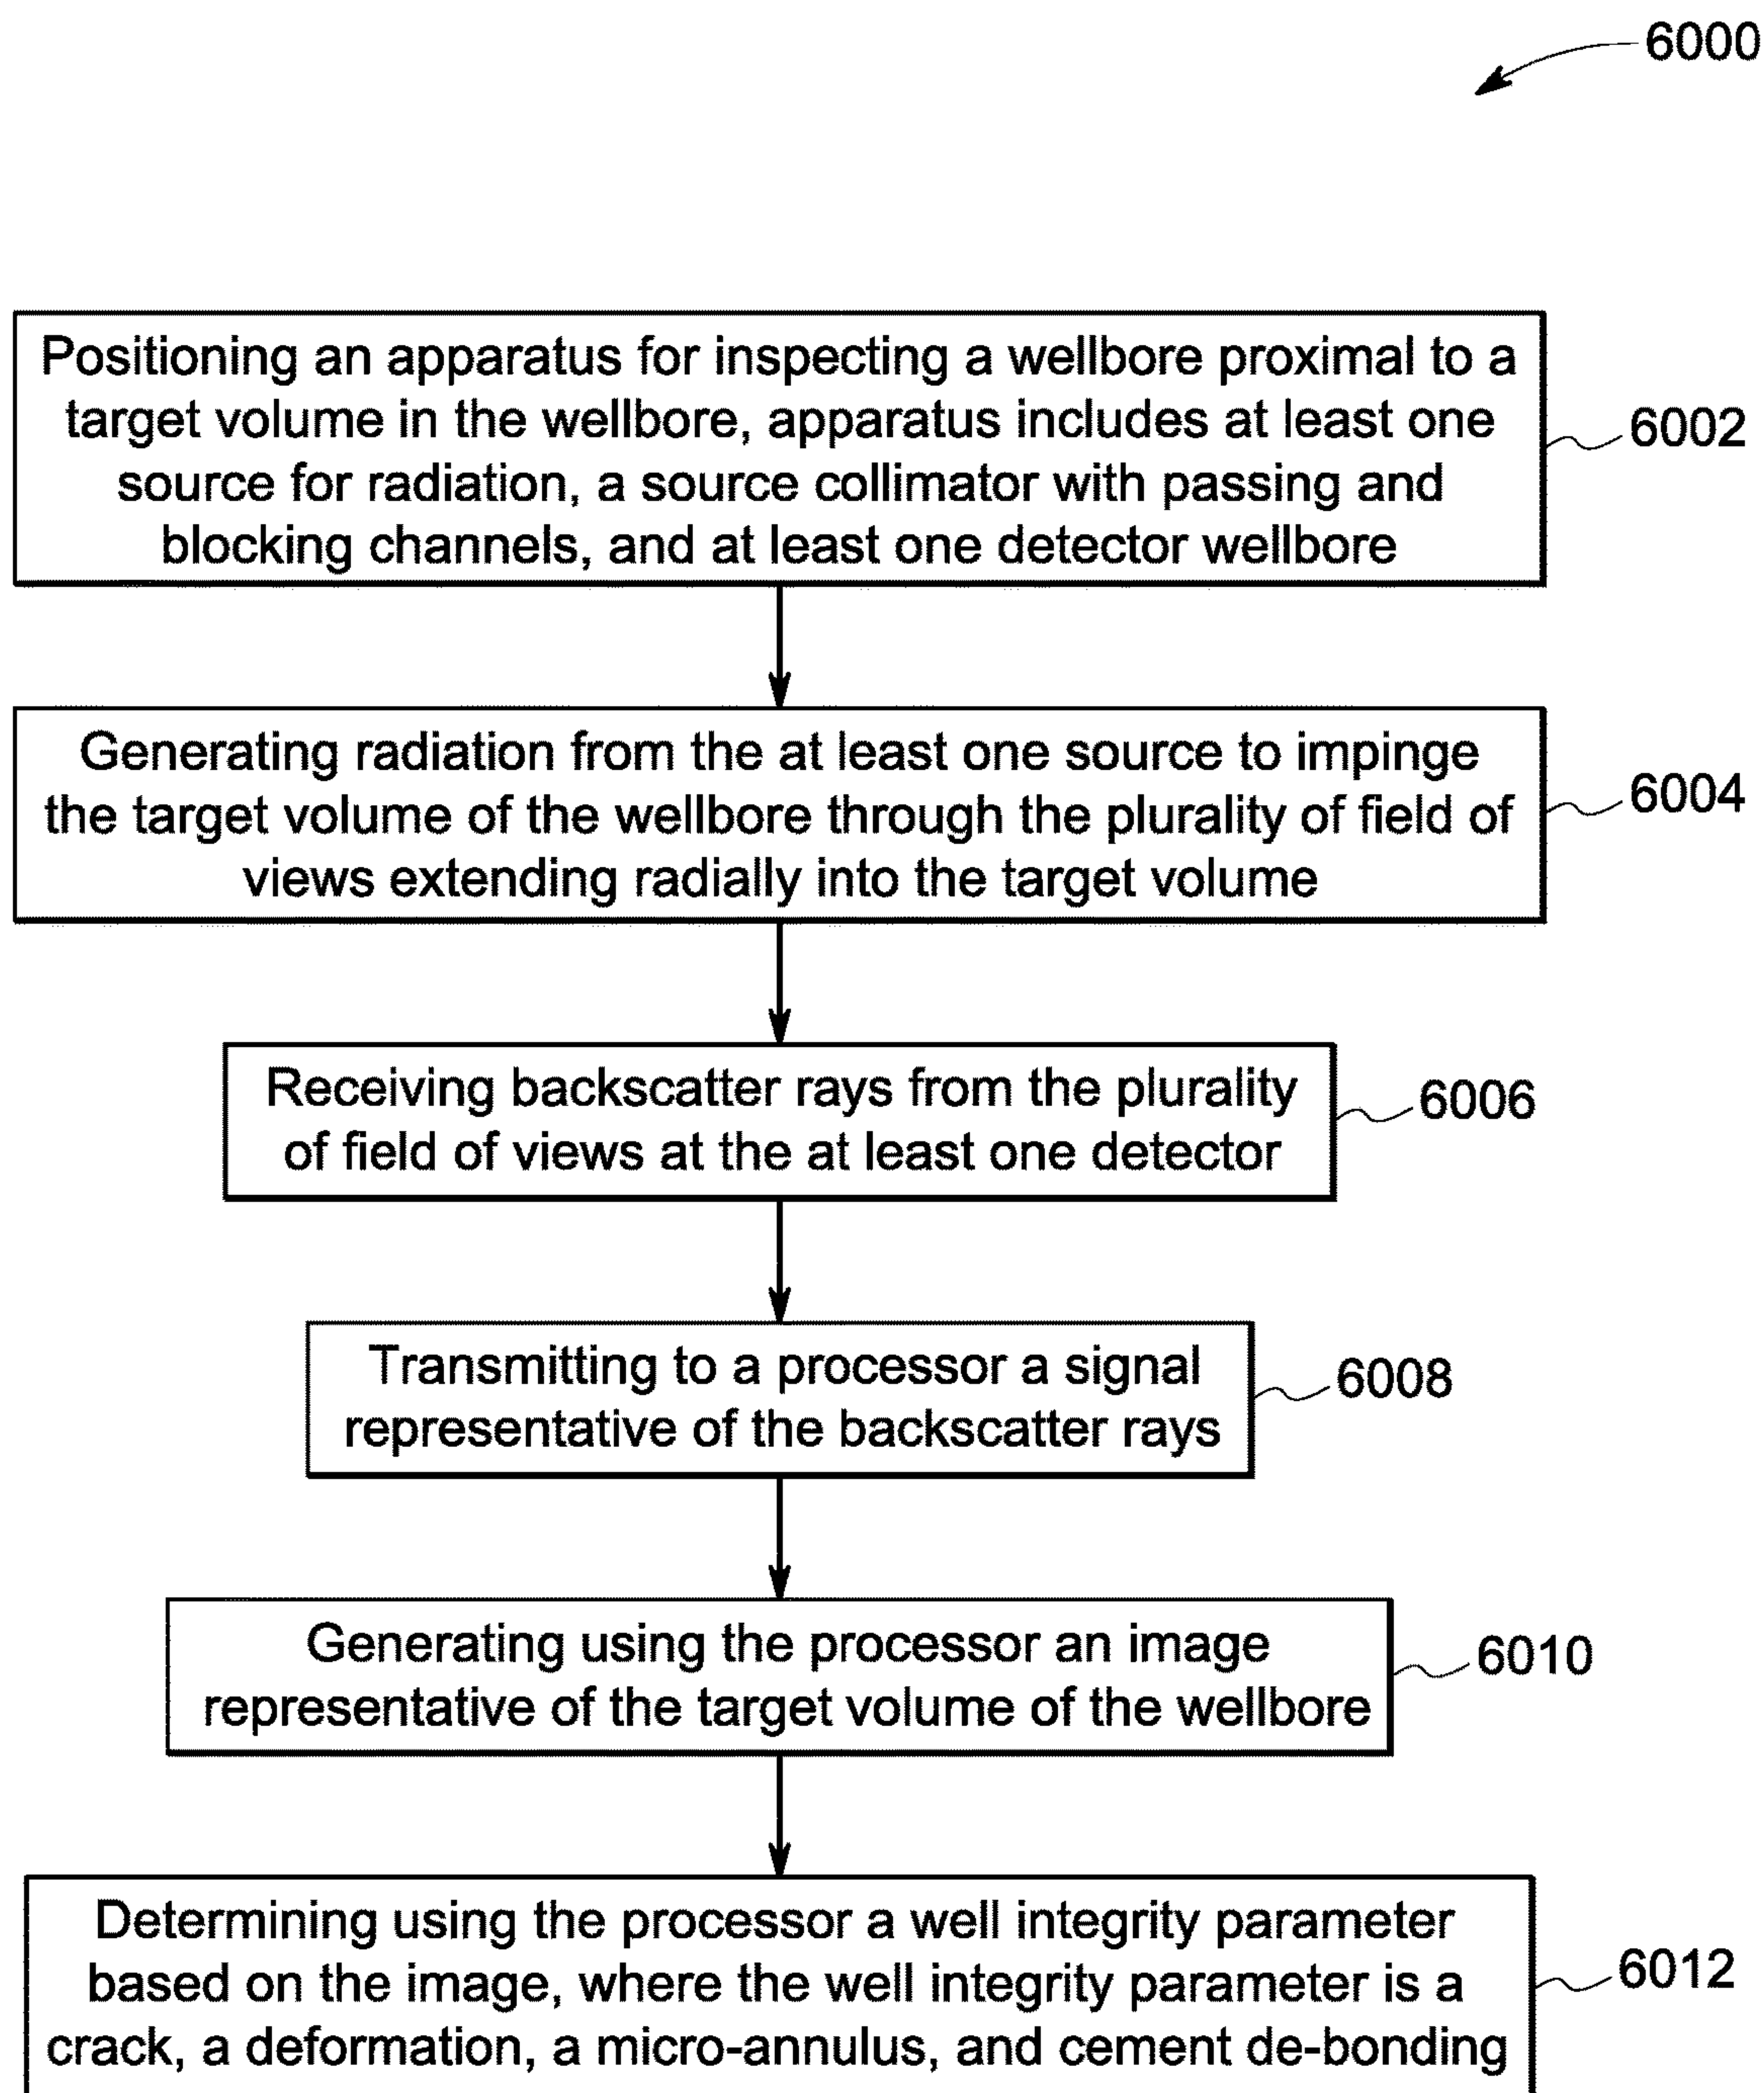 6000
Positioning an apparatus for inspecting a wellbore proximal to a
target volume in the wellbore, apparatus includes at least one
source for radiation, a source collimator with passing and
blocking channels, and at least one detector wellbore
6002
Generating radiation from the at least one source to impinge
the target volume of the wellbore through the plurality of field of
views extending radially into the target volume
6004
Receiving backscatter rays from the plurality
of field of views at the at least one detector
6006
Transmitting to a processor a signal
representative of the backscatter rays
6008
Generating using the processor an image
representative of the target volume of the wellbore
6010
Determining using the processor a well integrity parameter
based on the image, where the well integrity parameter is a
crack, a deformation, a micro-annulus, and cement de-bonding
6012